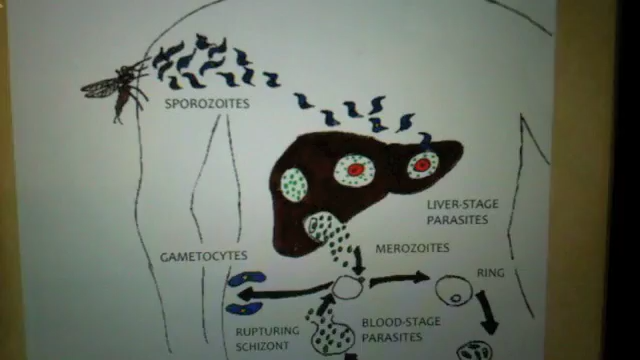 SPOROZOITES
LIVER-STAGE
PARASITES
MEROZOITES
GAMETOCYTES
RING
RUPTURING
SCHIZONT
BLOOD-STAGE
PARASITES